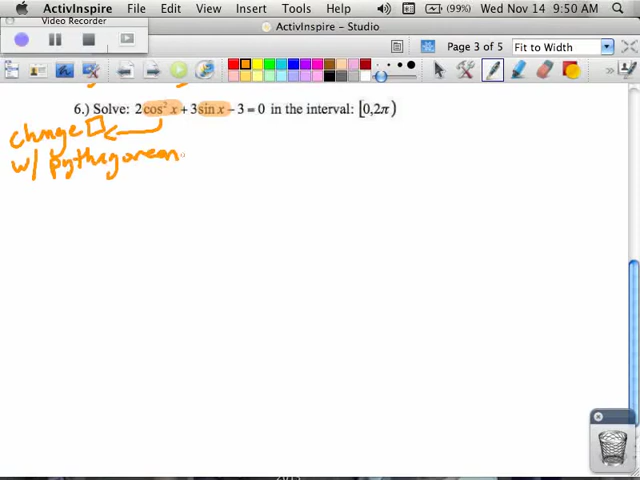 ActivInspire File Edit View Insert Tools Help (99%) Wed Nov 14 9:50 AM
Video Recorder
ActivInspire - Studio
Page 3 of 5 Fit to Width
6.) Solve: 2cos² x + 3sin x − 3 = 0 in the interval: [0,2π)
change □
w/ pythagorean